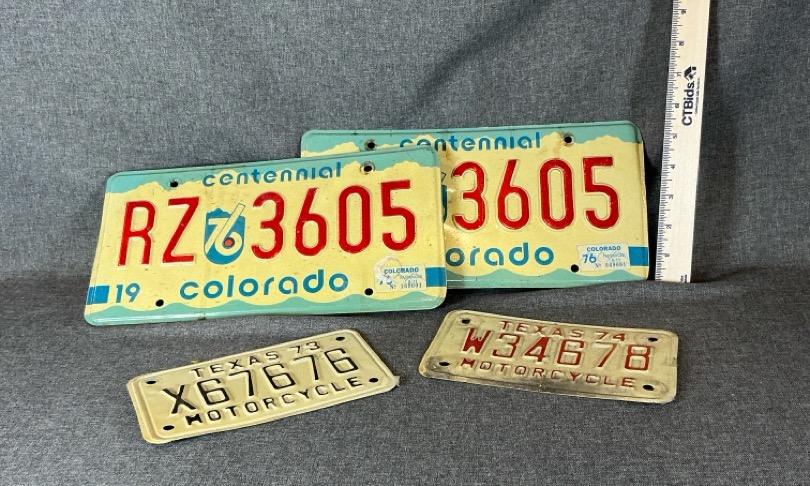 centennial
RZ 76 3605
19 colorado
COLORADO
centennial
3605
orado
COLORADO
76 PASSENGER
TEXAS 73
X67676
MOTORCYCLE
TEXAS 74
W34678
MOTORCYCLE
CTBids